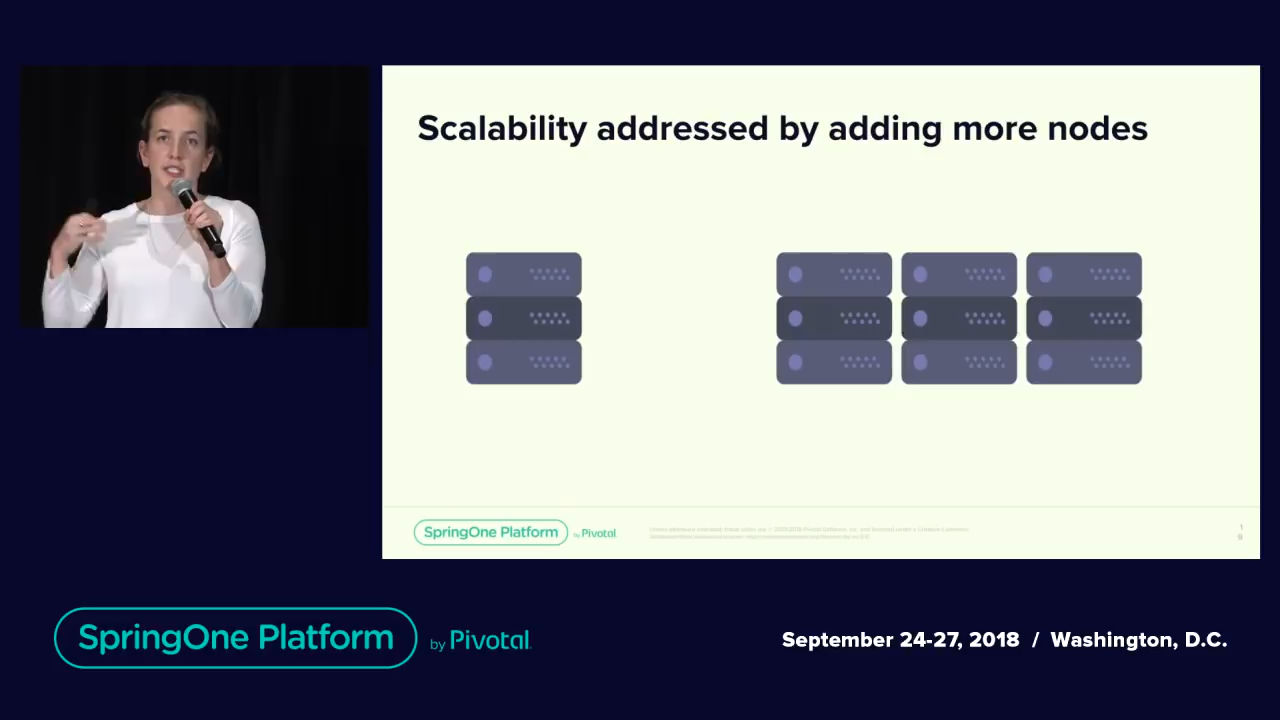 Scalability addressed by adding more nodes
SpringOne Platform
by Pivotal
SpringOne Platform
by Pivotal
September 24-27, 2018 / Washington, D.C.